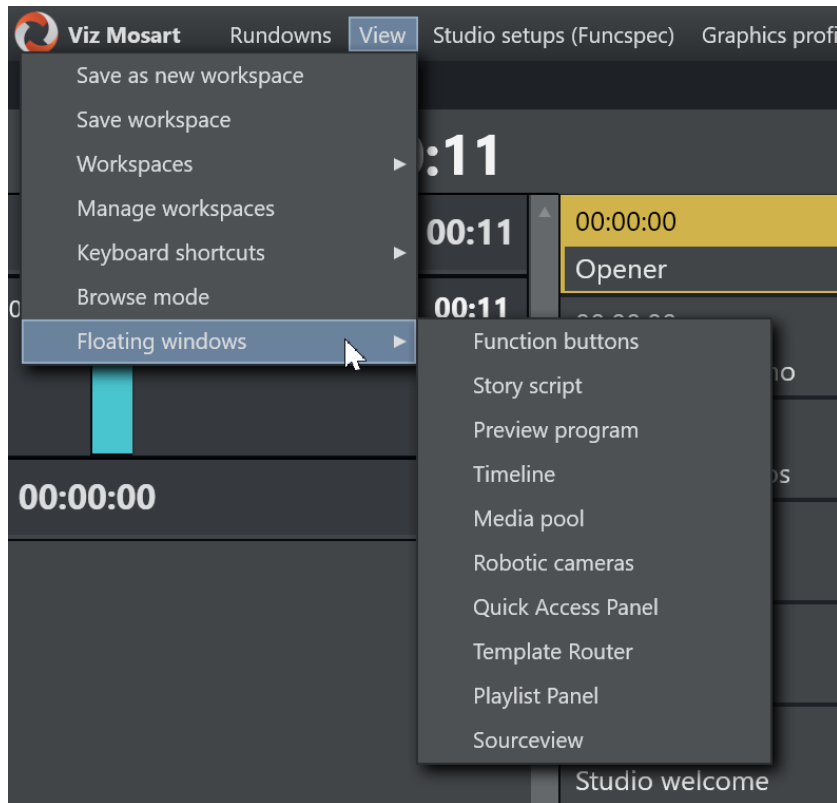 Viz Mosart Rundowns View Studio setups (Funcspec) Graphics profi
Save as new workspace
Save workspace
Workspaces
Manage workspaces
Keyboard shortcuts
Browse mode
Floating windows
:11
00:11
00:11
00:00:00
00:00:00
Opener
Function buttons
Story script
Preview program
Timeline
Media pool
Robotic cameras
Quick Access Panel
Template Router
Playlist Panel
Sourceview
Studio welcome